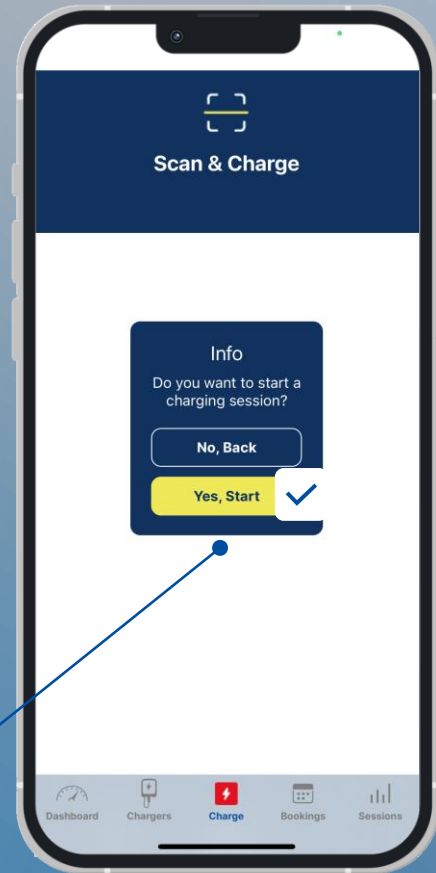 Scan & Charge
Info
Do you want to start a
charging session?
No, Back
Yes, Start
Dashboard
Chargers
Charge
Bookings
Sessions